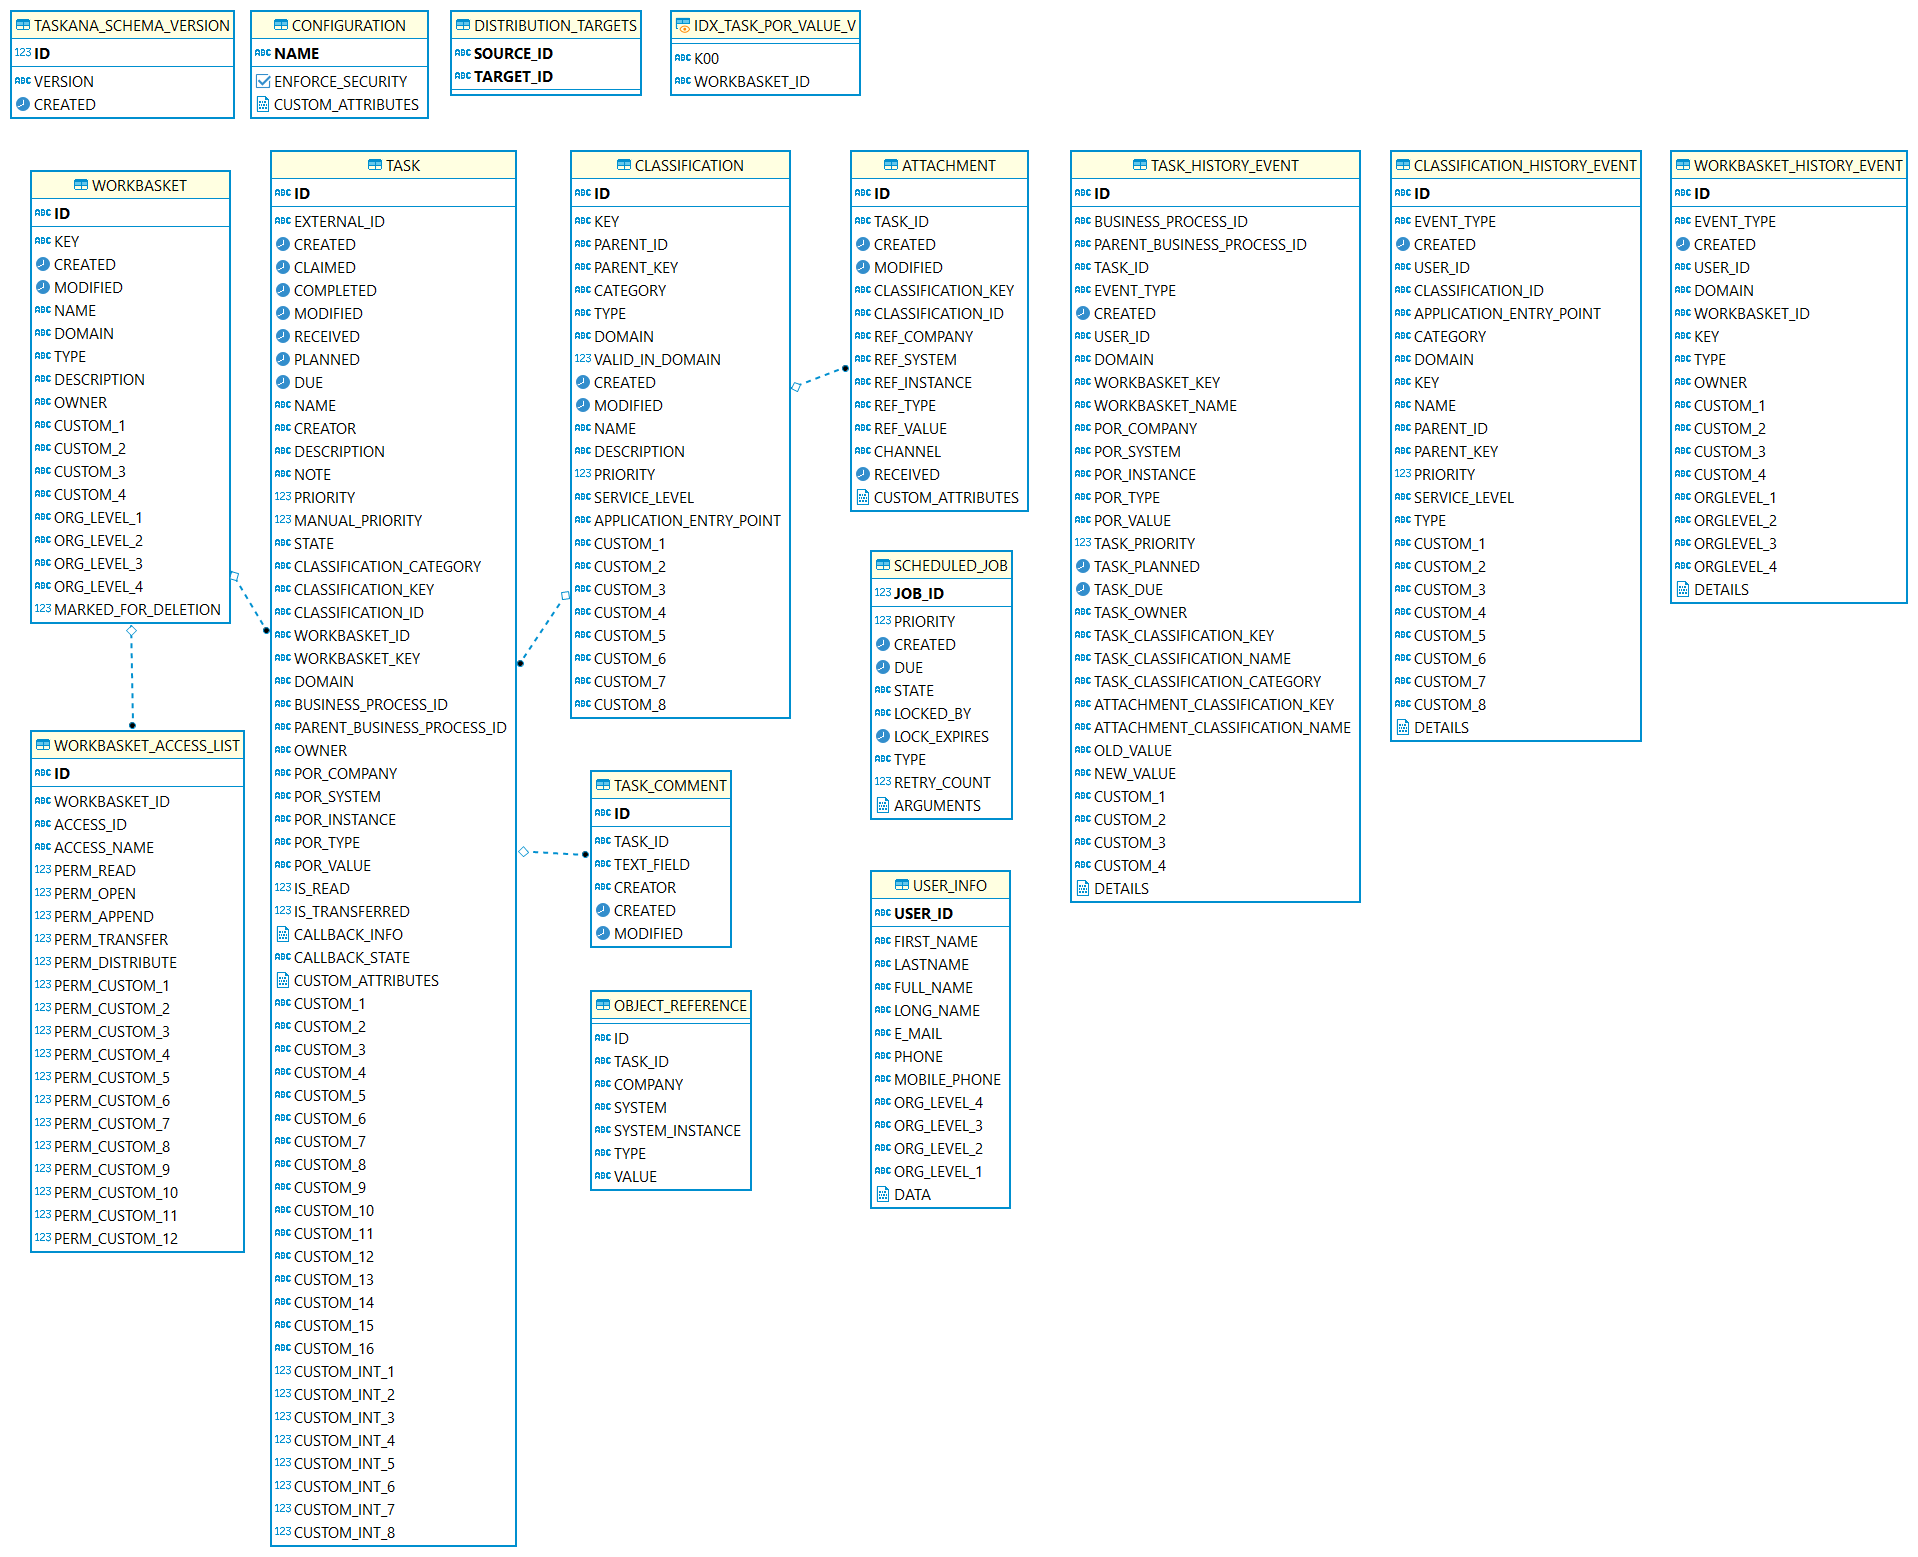 TASKANA_SCHEMA_VERSION
123 ID
ABC VERSION
CREATED
CONFIGURATION
ABC NAME
ENFORCE_SECURITY
CUSTOM_ATTRIBUTES
DISTRIBUTION_TARGETS
ABC SOURCE_ID
ABC TARGET_ID
IDX_TASK_POR_VALUE_V
ABC K00
ABC WORKBASKET_ID
WORKBASKET
ABC ID
ABC KEY
CREATED
MODIFIED
ABC NAME
ABC DOMAIN
ABC TYPE
ABC DESCRIPTION
ABC OWNER
ABC CUSTOM_1
ABC CUSTOM_2
ABC CUSTOM_3
ABC CUSTOM_4
ABC ORG_LEVEL_1
ABC ORG_LEVEL_2
ABC ORG_LEVEL_3
ABC ORG_LEVEL_4
123 MARKED_FOR_DELETION
WORKBASKET_ACCESS_LIST
ABC ID
ABC WORKBASKET_ID
ABC ACCESS_ID
ABC ACCESS_NAME
123 PERM_READ
123 PERM_OPEN
123 PERM_APPEND
123 PERM_TRANSFER
123 PERM_DISTRIBUTE
123 PERM_CUSTOM_1
123 PERM_CUSTOM_2
123 PERM_CUSTOM_3
123 PERM_CUSTOM_4
123 PERM_CUSTOM_5
123 PERM_CUSTOM_6
123 PERM_CUSTOM_7
123 PERM_CUSTOM_8
123 PERM_CUSTOM_9
123 PERM_CUSTOM_10
123 PERM_CUSTOM_11
123 PERM_CUSTOM_12
TASK
ABC ID
ABC EXTERNAL_ID
CREATED
CLAIMED
COMPLETED
MODIFIED
RECEIVED
PLANNED
DUE
ABC NAME
ABC CREATOR
ABC DESCRIPTION
ABC NOTE
123 PRIORITY
123 MANUAL_PRIORITY
ABC STATE
ABC CLASSIFICATION_CATEGORY
ABC CLASSIFICATION_KEY
ABC CLASSIFICATION_ID
ABC WORKBASKET_ID
ABC WORKBASKET_KEY
ABC DOMAIN
ABC BUSINESS_PROCESS_ID
ABC PARENT_BUSINESS_PROCESS_ID
ABC OWNER
ABC POR_COMPANY
ABC POR_SYSTEM
ABC POR_INSTANCE
ABC POR_TYPE
ABC POR_VALUE
123 IS_READ
123 IS_TRANSFERRED
CALLBACK_INFO
ABC CALLBACK_STATE
CUSTOM_ATTRIBUTES
ABC CUSTOM_1
ABC CUSTOM_2
ABC CUSTOM_3
ABC CUSTOM_4
ABC CUSTOM_5
ABC CUSTOM_6
ABC CUSTOM_7
ABC CUSTOM_8
ABC CUSTOM_9
ABC CUSTOM_10
ABC CUSTOM_11
ABC CUSTOM_12
ABC CUSTOM_13
ABC CUSTOM_14
ABC CUSTOM_15
ABC CUSTOM_16
123 CUSTOM_INT_1
123 CUSTOM_INT_2
123 CUSTOM_INT_3
123 CUSTOM_INT_4
123 CUSTOM_INT_5
123 CUSTOM_INT_6
123 CUSTOM_INT_7
123 CUSTOM_INT_8
CLASSIFICATION
ABC ID
ABC KEY
ABC PARENT_ID
ABC PARENT_KEY
ABC CATEGORY
ABC TYPE
ABC DOMAIN
123 VALID_IN_DOMAIN
CREATED
MODIFIED
ABC NAME
ABC DESCRIPTION
123 PRIORITY
ABC SERVICE_LEVEL
ABC APPLICATION_ENTRY_POINT
ABC CUSTOM_1
ABC CUSTOM_2
ABC CUSTOM_3
ABC CUSTOM_4
ABC CUSTOM_5
ABC CUSTOM_6
ABC CUSTOM_7
ABC CUSTOM_8
TASK_COMMENT
ABC ID
ABC TASK_ID
ABC TEXT_FIELD
ABC CREATOR
CREATED
MODIFIED
OBJECT_REFERENCE
ABC ID
ABC TASK_ID
ABC COMPANY
ABC SYSTEM
ABC SYSTEM_INSTANCE
ABC TYPE
ABC VALUE
ATTACHMENT
ABC ID
ABC TASK_ID
CREATED
MODIFIED
ABC CLASSIFICATION_KEY
ABC CLASSIFICATION_ID
ABC REF_COMPANY
ABC REF_SYSTEM
ABC REF_INSTANCE
ABC REF_TYPE
ABC REF_VALUE
ABC CHANNEL
RECEIVED
CUSTOM_ATTRIBUTES
SCHEDULED_JOB
123 JOB_ID
123 PRIORITY
CREATED
DUE
ABC STATE
ABC LOCKED_BY
LOCK_EXPIRES
ABC TYPE
123 RETRY_COUNT
ARGUMENTS
USER_INFO
ABC USER_ID
ABC FIRST_NAME
ABC LASTNAME
ABC FULL_NAME
ABC LONG_NAME
ABC E_MAIL
ABC PHONE
ABC MOBILE_PHONE
ABC ORG_LEVEL_4
ABC ORG_LEVEL_3
ABC ORG_LEVEL_2
ABC ORG_LEVEL_1
DATA
TASK_HISTORY_EVENT
ABC ID
ABC BUSINESS_PROCESS_ID
ABC PARENT_BUSINESS_PROCESS_ID
ABC TASK_ID
ABC EVENT_TYPE
CREATED
ABC USER_ID
ABC DOMAIN
ABC WORKBASKET_KEY
ABC WORKBASKET_NAME
ABC POR_COMPANY
ABC POR_SYSTEM
ABC POR_INSTANCE
ABC POR_TYPE
ABC POR_VALUE
123 TASK_PRIORITY
TASK_PLANNED
TASK_DUE
ABC TASK_OWNER
ABC TASK_CLASSIFICATION_KEY
ABC TASK_CLASSIFICATION_NAME
ABC TASK_CLASSIFICATION_CATEGORY
ABC ATTACHMENT_CLASSIFICATION_KEY
ABC ATTACHMENT_CLASSIFICATION_NAME
ABC OLD_VALUE
ABC NEW_VALUE
ABC CUSTOM_1
ABC CUSTOM_2
ABC CUSTOM_3
ABC CUSTOM_4
DETAILS
CLASSIFICATION_HISTORY_EVENT
ABC ID
ABC EVENT_TYPE
CREATED
ABC USER_ID
ABC CLASSIFICATION_ID
ABC APPLICATION_ENTRY_POINT
ABC CATEGORY
ABC DOMAIN
ABC KEY
ABC NAME
ABC PARENT_ID
ABC PARENT_KEY
123 PRIORITY
ABC SERVICE_LEVEL
ABC TYPE
ABC CUSTOM_1
ABC CUSTOM_2
ABC CUSTOM_3
ABC CUSTOM_4
ABC CUSTOM_5
ABC CUSTOM_6
ABC CUSTOM_7
ABC CUSTOM_8
DETAILS
WORKBASKET_HISTORY_EVENT
ABC ID
ABC EVENT_TYPE
CREATED
ABC USER_ID
ABC DOMAIN
ABC WORKBASKET_ID
ABC KEY
ABC TYPE
ABC OWNER
ABC CUSTOM_1
ABC CUSTOM_2
ABC CUSTOM_3
ABC CUSTOM_4
ABC ORGLEVEL_1
ABC ORGLEVEL_2
ABC ORGLEVEL_3
ABC ORGLEVEL_4
DETAILS